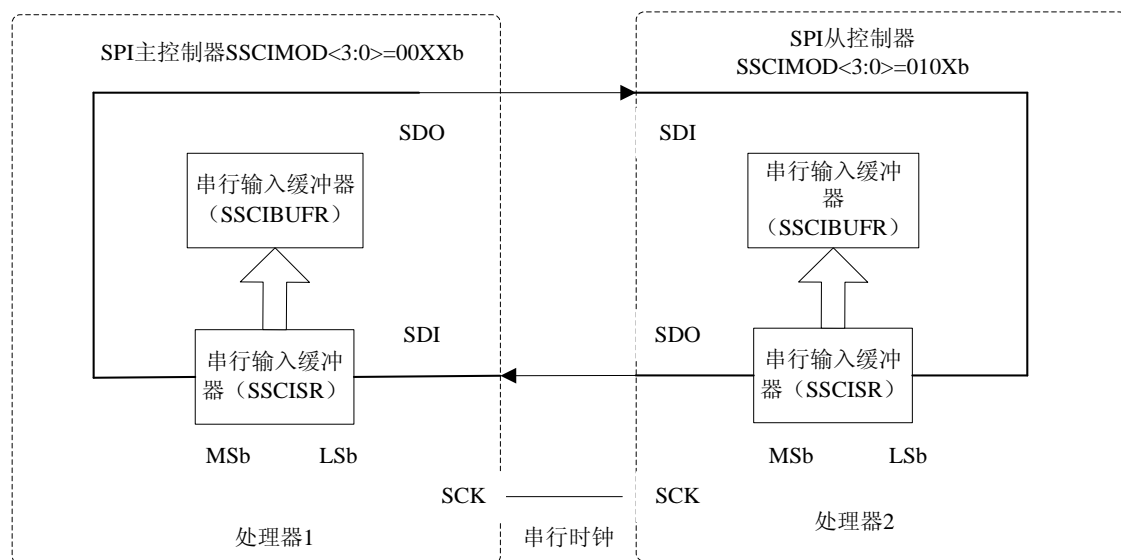 SPI主控制器SSCIMOD<3:0>=00XXb
SPI从控制器
SSCIMOD<3:0>=010Xb
SDO
SDI
串行输入缓冲器
（SSCIBUFR）
串行输入缓冲
器
（SSCIBUFR）
SDI
SDO
串行输入缓冲
器（SSCISR）
串行输入缓冲
器（SSCISR）
MSb
LSb
MSb
LSb
SCK
SCK
处理器1
串行时钟
处理器2